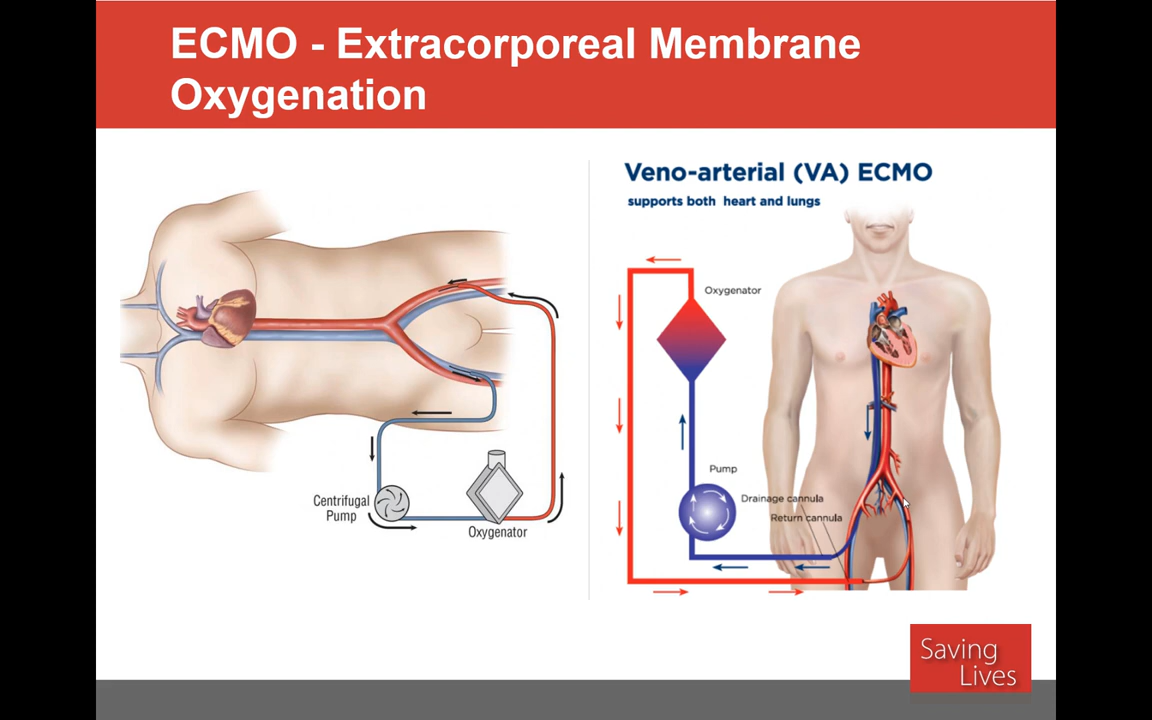 ECMO - Extracorporeal Membrane
Oxygenation
Centrifugal
Pump
Oxygenator
Veno-arterial (VA) ECMO
supports both heart and lungs
Oxygenator
Pump
Drainage cannula
Return cannula
Saving
Lives